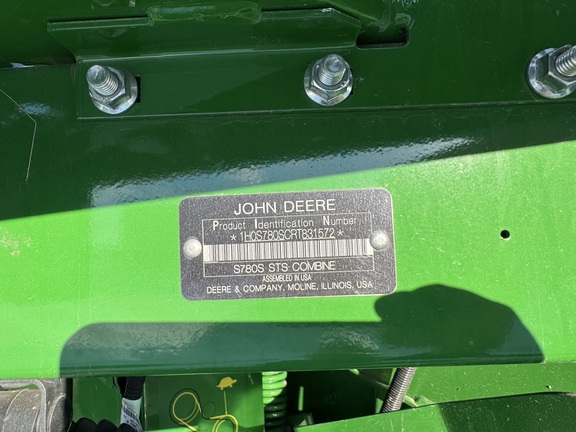 JOHN DEERE
Product Identification Number
*1H0S780SCRT831572*
S780S STS COMBINE
ASSEMBLED IN USA
DEERE & COMPANY, MOLINE, ILLINOIS, USA